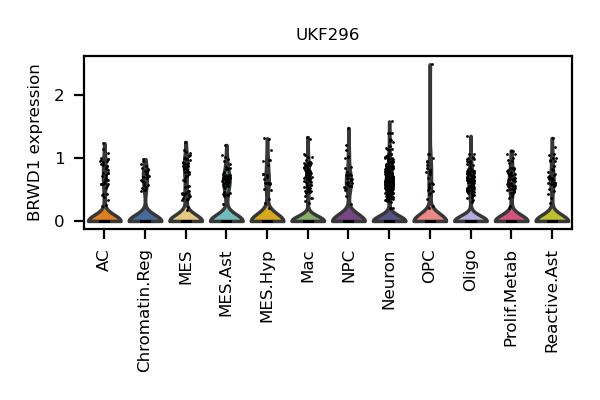 UKF296
BRWD1 expression
2
1
0
AC
Chromatin.Reg
MES
MES.Ast
MES.Hyp
Mac
NPC
Neuron
OPC
Oligo
Prolif.Metab
Reactive.Ast